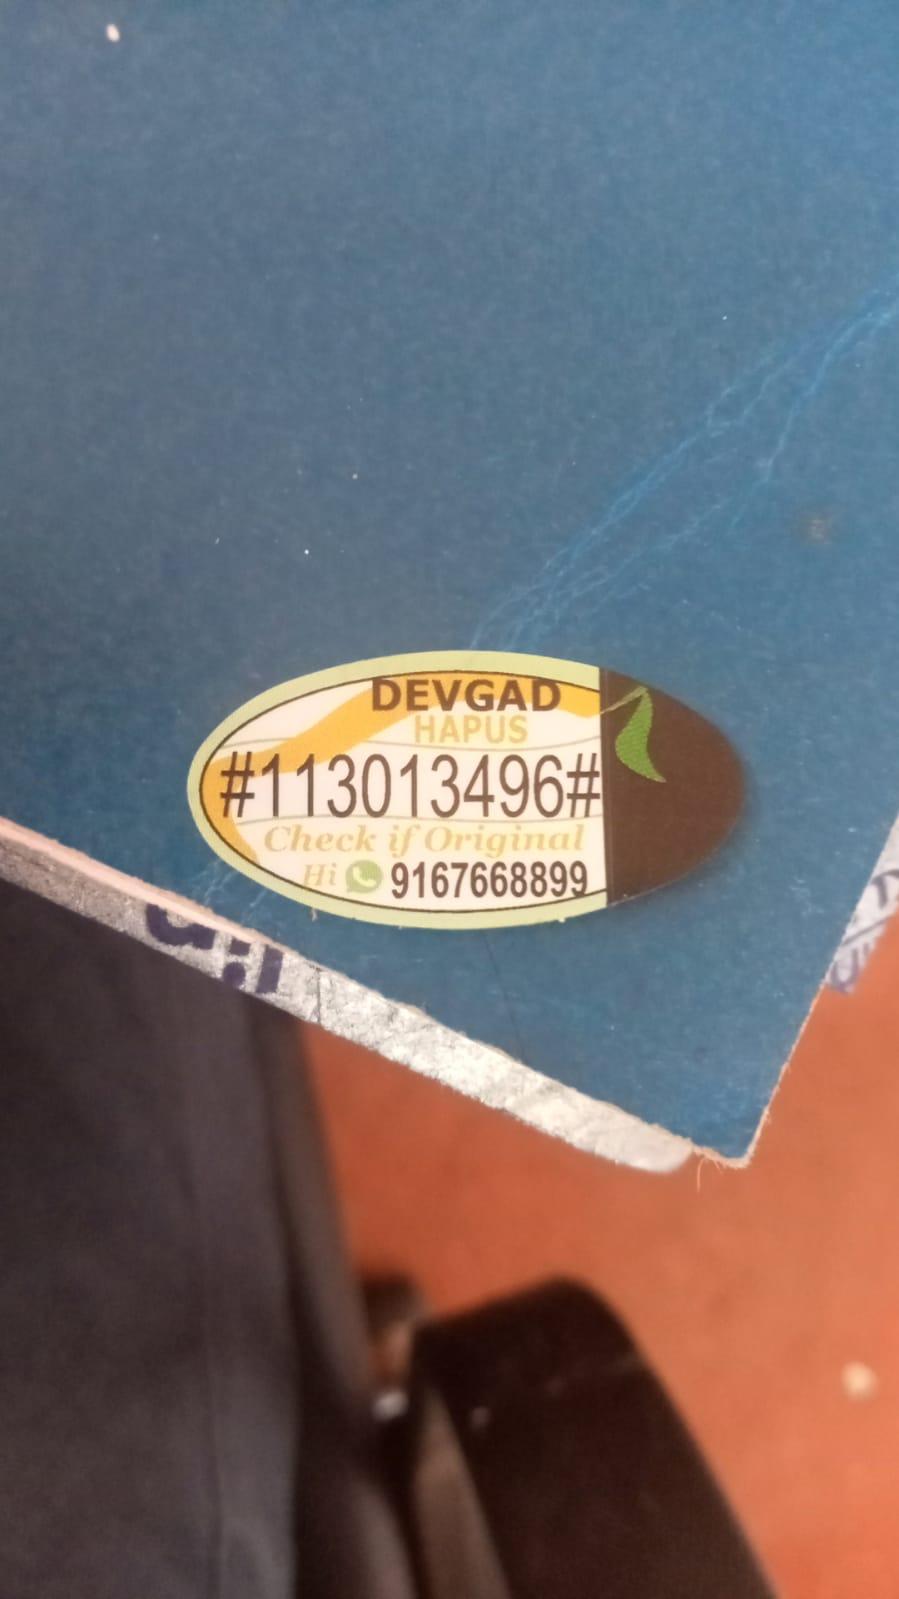 DEVGAD
HAPUS
#113013496#
Check if Original
Hi 9167668899